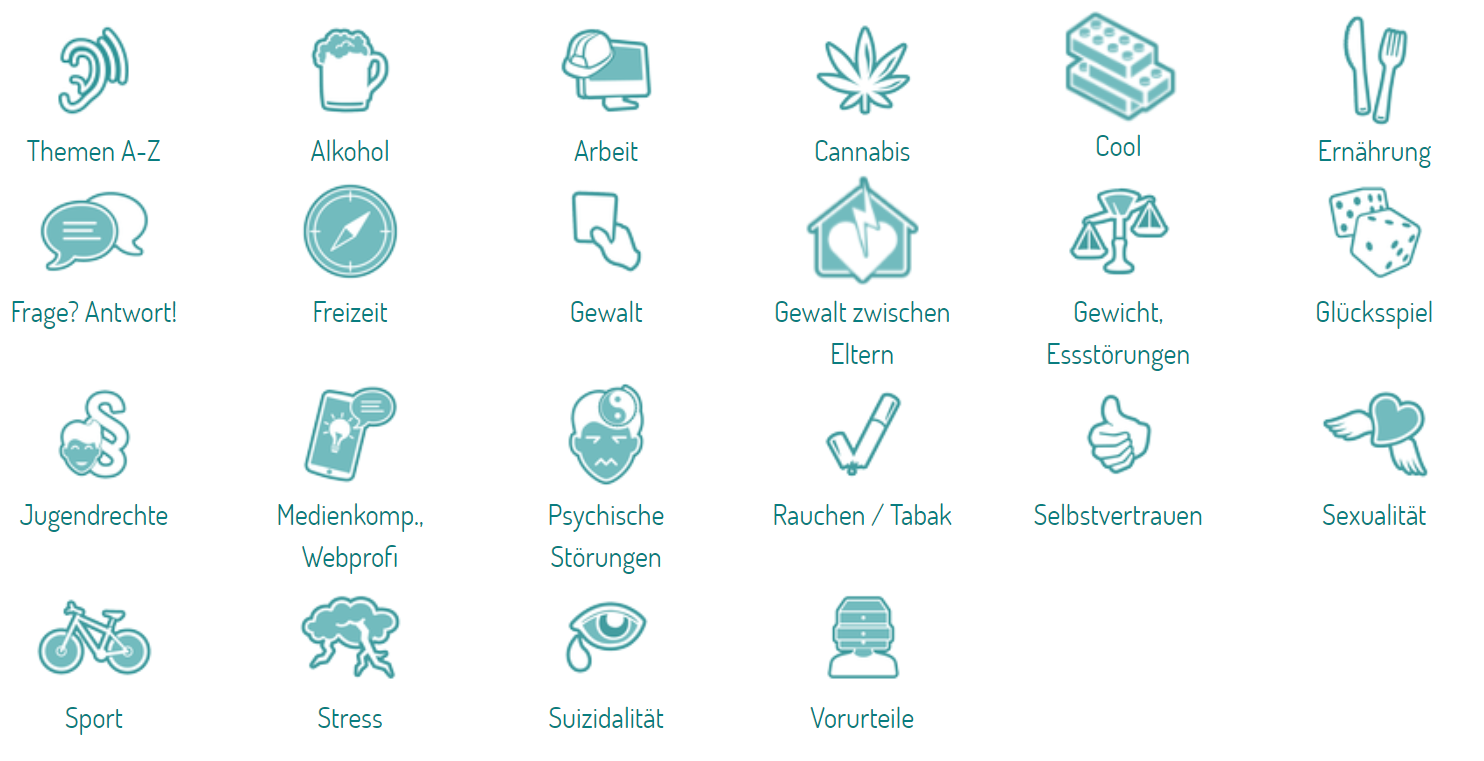 Themen A-Z
Alkohol
Arbeit
Cannabis
Cool
Ernährung
Frage? Antwort!
Freizeit
Gewalt
Gewalt zwischen
Eltern
Gewicht,
Essstörungen
Glücksspiel
Jugendrechte
Medienkomp.,
Webprofi
Psychische
Störungen
Rauchen / Tabak
Selbstvertrauen
Sexualität
Sport
Stress
Suizidalität
Vorurteile